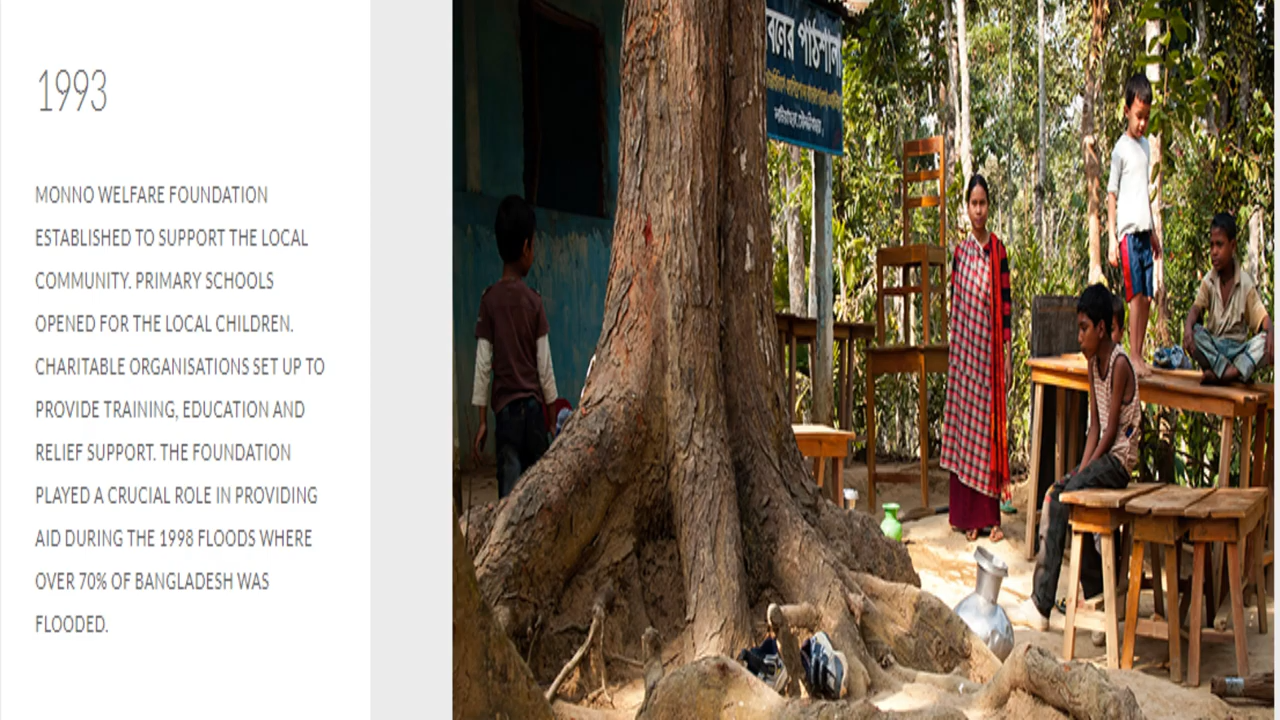 1993
MONNO WELFARE FOUNDATION
ESTABLISHED TO SUPPORT THE LOCAL
COMMUNITY. PRIMARY SCHOOLS
OPENED FOR THE LOCAL CHILDREN.
CHARITABLE ORGANISATIONS SET UP TO
PROVIDE TRAINING, EDUCATION AND
RELIEF SUPPORT. THE FOUNDATION
PLAYED A CRUCIAL ROLE IN PROVIDING
AID DURING THE 1998 FLOODS WHERE
OVER 70% OF BANGLADESH WAS
FLOODED.
পাঠশালা